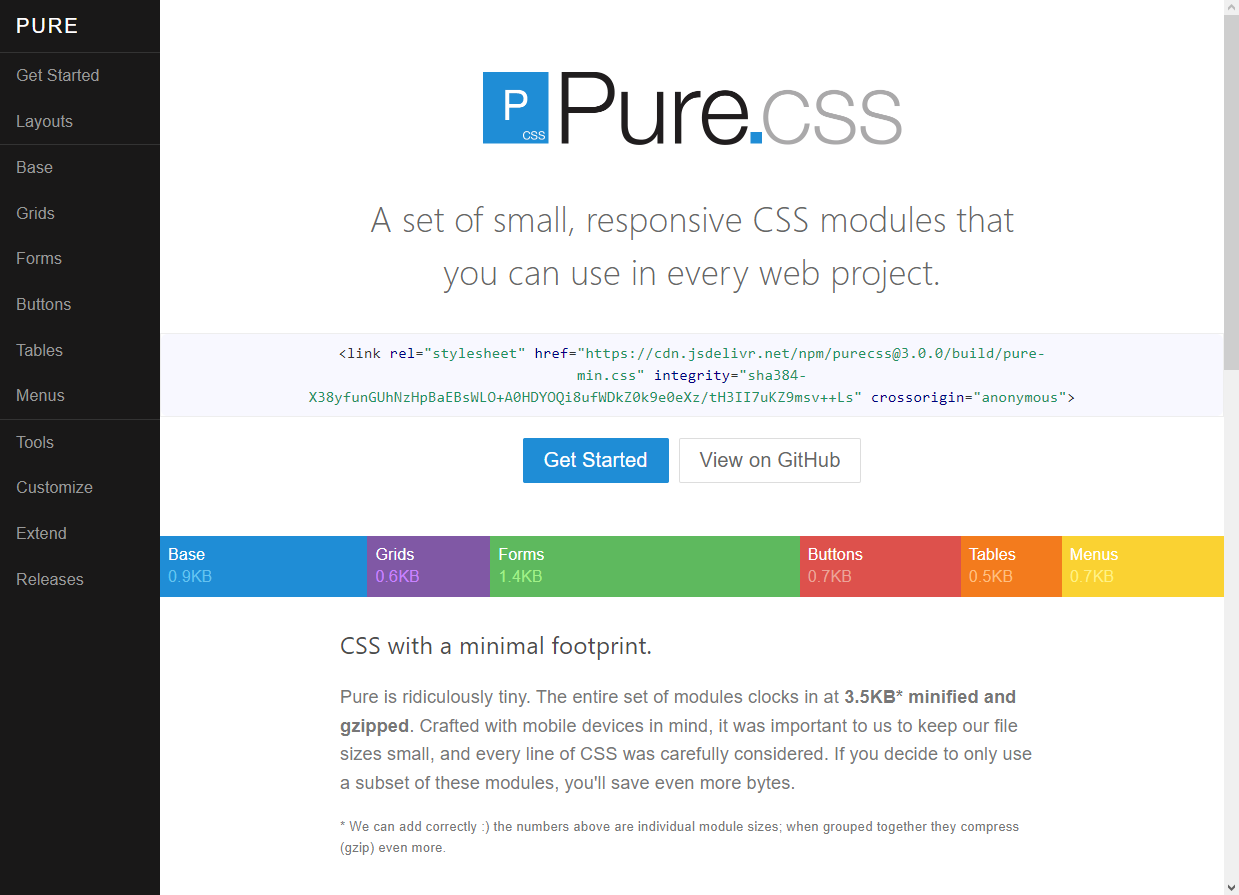 PURE
Get Started
Layouts
Base
Grids
Forms
Buttons
Tables
Menus
Tools
Customize
Extend
Releases
P
CSS
Pure.css
A set of small, responsive CSS modules that
you can use in every web project.
<link rel="stylesheet" href="https://cdn.jsdelivr.net/npm/purecss@3.0.0/build/pure-
min.css" integrity="sha384-
X38yfunGUhNzHpBaEBsWLO+A0HDYOQi8ufWDkZ0k9e0eXz/tH3II7uKZ9msv++Ls" crossorigin="anonymous">
Get Started
View on GitHub
Base
0.9KB
Grids
0.6KB
Forms
1.4KB
Buttons
0.7KB
Tables
0.5KB
Menus
0.7KB
CSS with a minimal footprint.
Pure is ridiculously tiny. The entire set of modules clocks in at 3.5KB* minified and
gzipped. Crafted with mobile devices in mind, it was important to us to keep our file
sizes small, and every line of CSS was carefully considered. If you decide to only use
a subset of these modules, you'll save even more bytes.
* We can add correctly :) the numbers above are individual module sizes; when grouped together they compress
(gzip) even more.